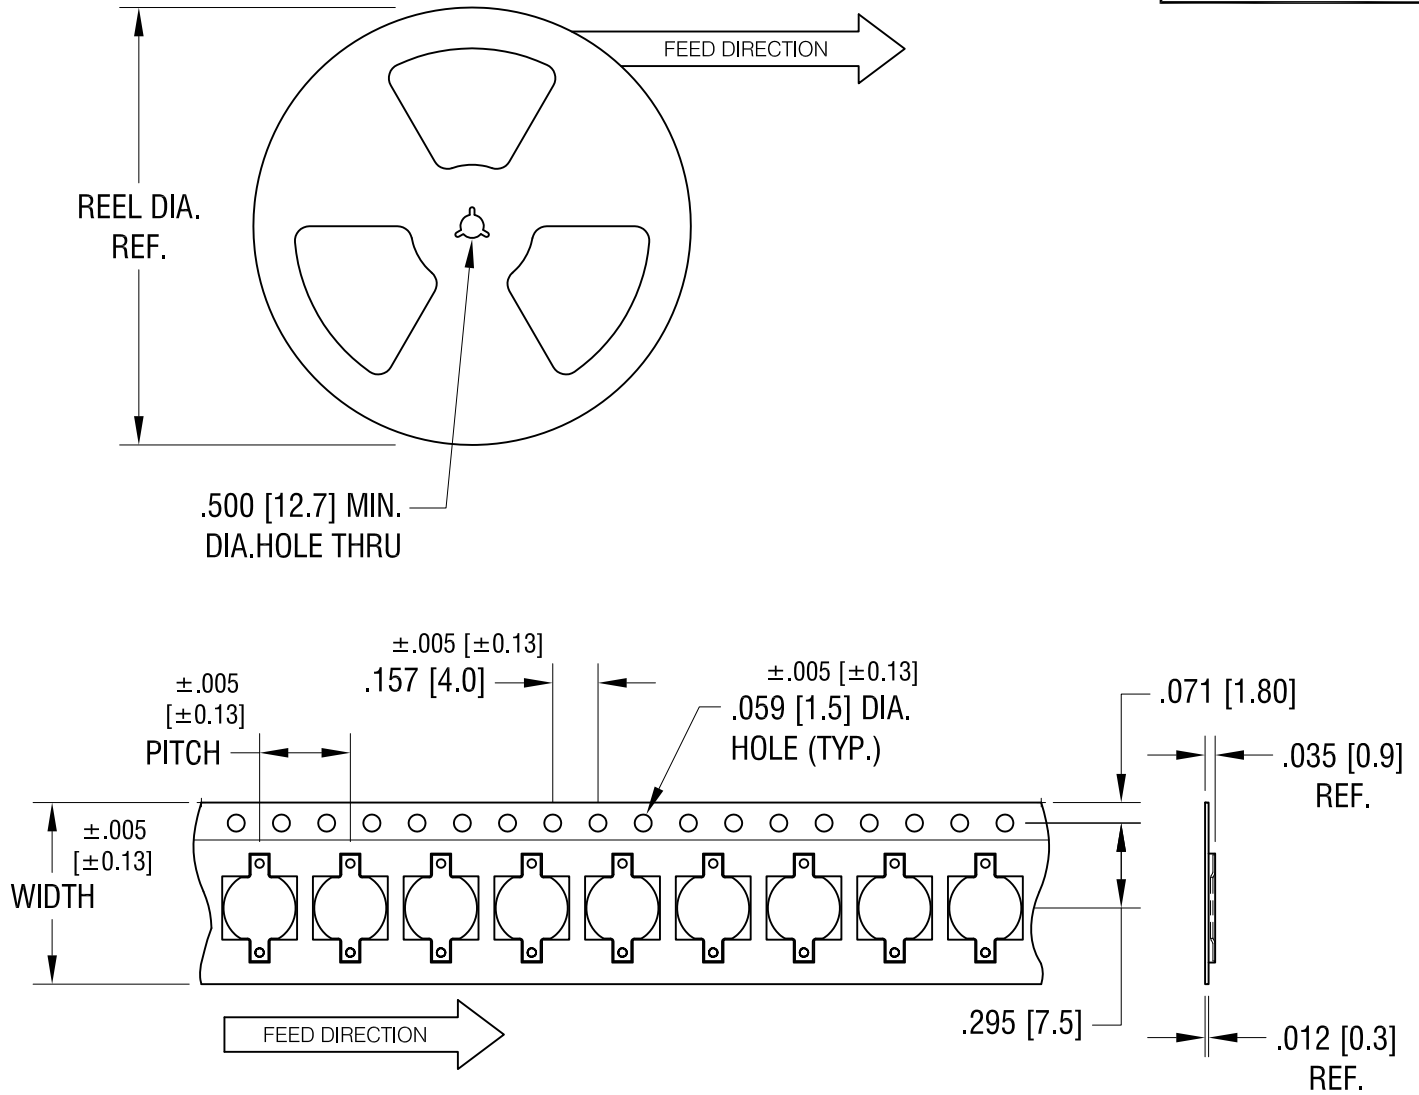 FEED DIRECTION
REEL DIA.
REF.
.500 [12.7] MIN.
DIA.HOLE THRU
±.005 [±0.13]
.157 [4.0]
±.005
[±0.13]
PITCH
±.005 [±0.13]
.059 [1.5] DIA.
HOLE (TYP.)
.071 [1.80]
.035 [0.9]
REF.
±.005
[±0.13]
WIDTH
.295 [7.5]
FEED DIRECTION
.012 [0.3]
REF.